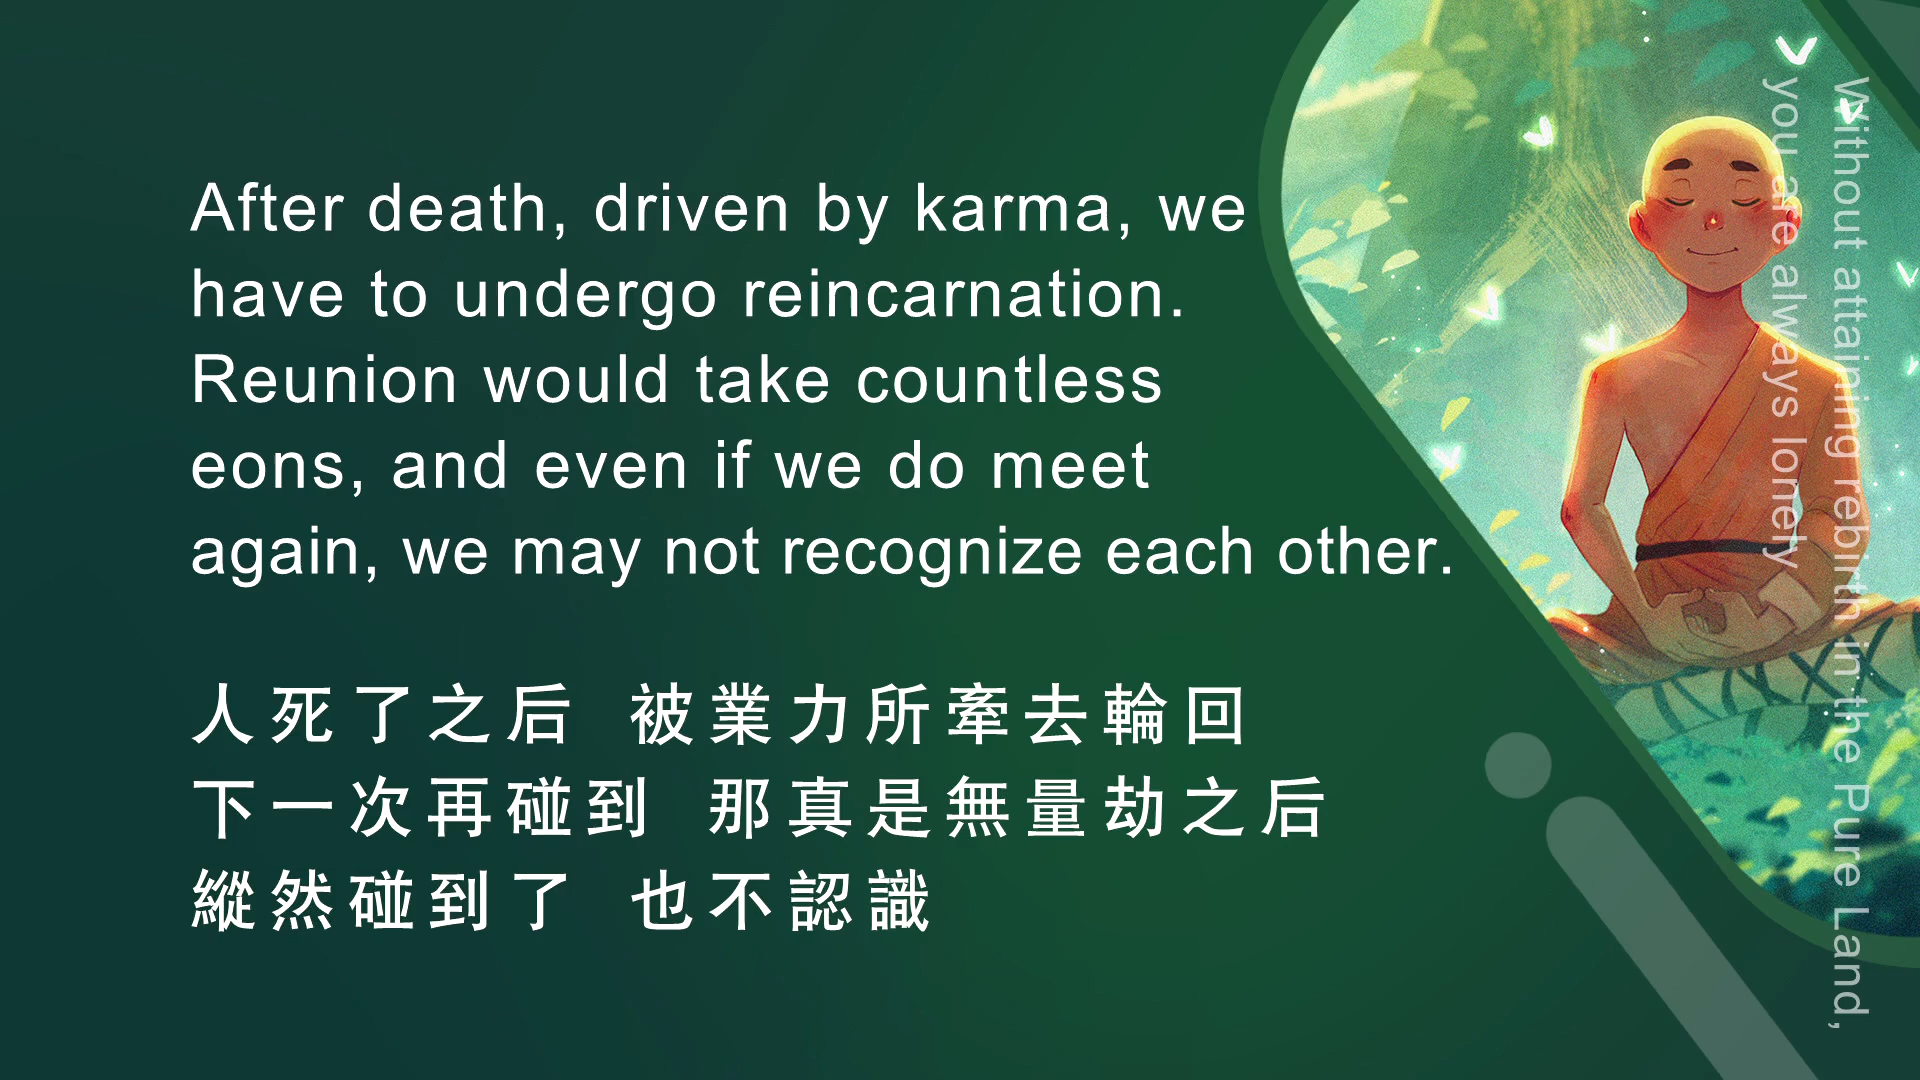 After death, driven by karma, we
have to undergo reincarnation.
Reunion would take countless
eons, and even if we do meet
again, we may not recognize each other.
人死了之后 被業力所牽去輪回
下一次再碰到 那真是無量劫之后
縱然碰到了 也不認識
Without attaining rebirth in the Pure Land,
you are always lonely